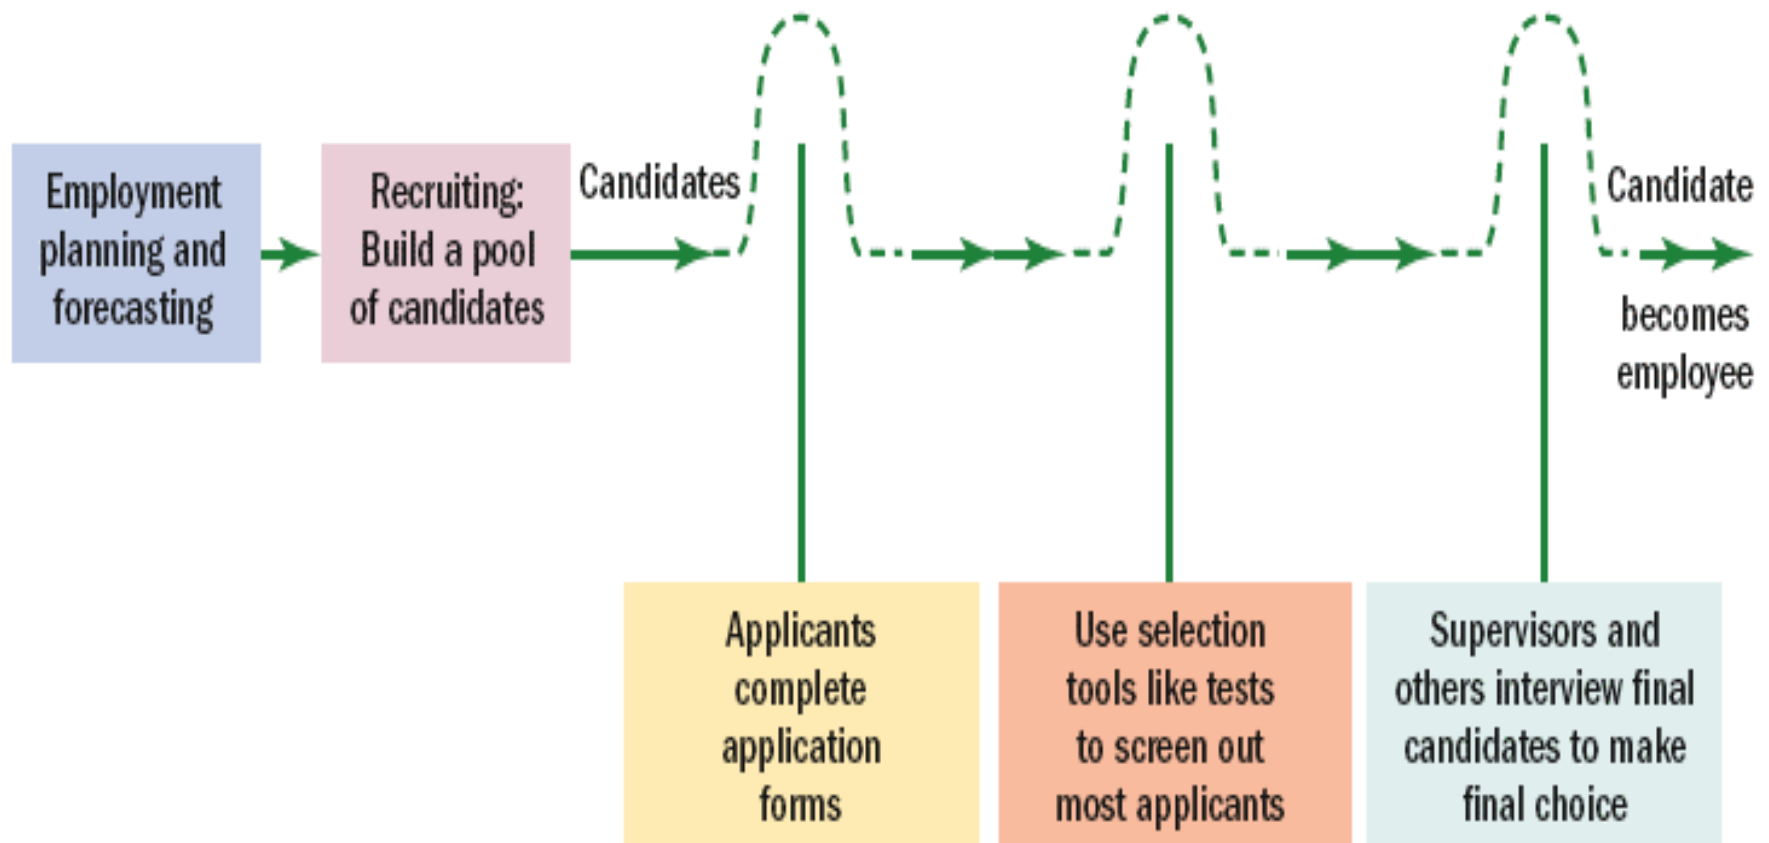 Employment
planning and
forecasting
Recruiting:
Build a pool
of candidates
Candidates
Candidate
becomes
employee
Applicants
complete
application
forms
Use selection
tools like tests
to screen out
most applicants
Supervisors and
others interview final
candidates to make
final choice